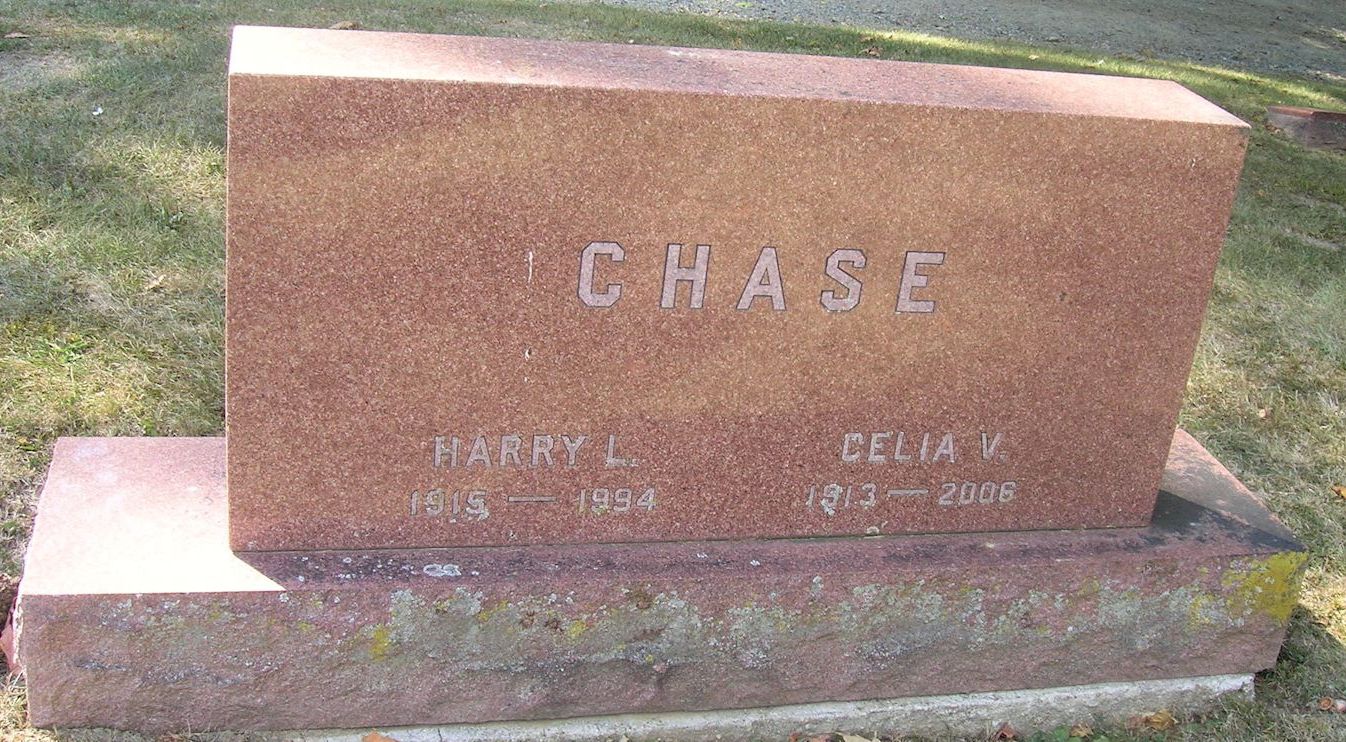 CHASE
HARRY L. CELIA V.
1915 — 1994 1913 — 2006